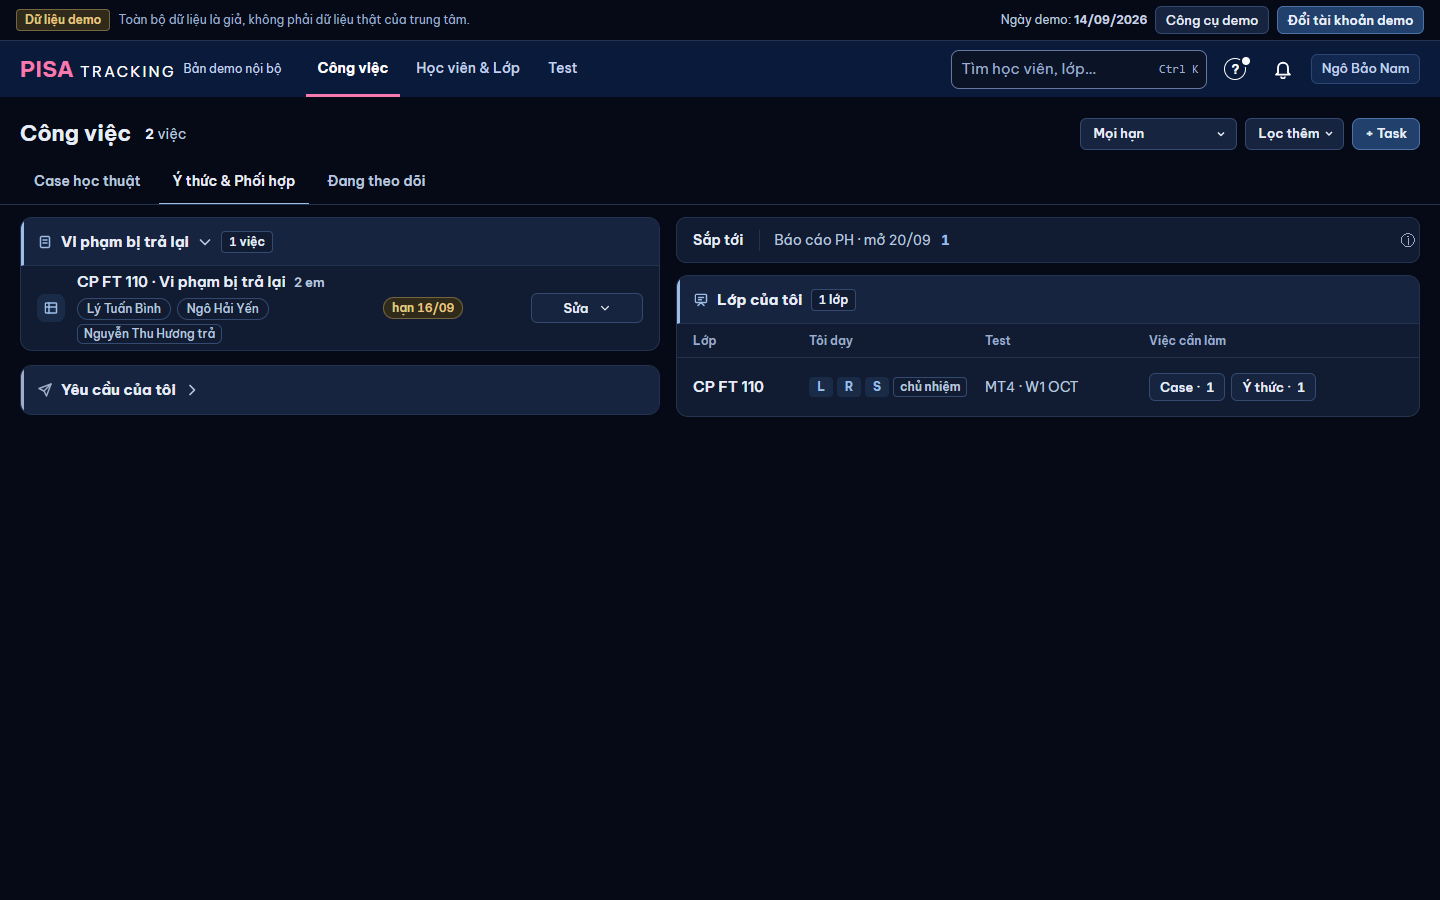 Dữ liệu demo Toàn bộ dữ liệu là giả, không phải dữ liệu thật của trung tâm. Ngày demo: 14/09/2026 Công cụ demo Đổi tài khoản demo
PISA TRACKING Bản demo nội bộ Công việc Học viên & Lớp Test Tìm học viên, lớp... Ctrl K ? Ngô Bảo Nam
Công việc 2 việc Mọi hạn Lọc thêm + Task
Case học thuật Ý thức & Phối hợp Đang theo dõi
Vi phạm bị trả lại 1 việc
CP FT 110 · Vi phạm bị trả lại 2 em
Lý Tuấn Bình Ngô Hải Yến hạn 16/09 Sửa
Nguyễn Thu Hương trả
Yêu cầu của tôi
Sắp tới Báo cáo PH · mở 20/09 1
Lớp của tôi 1 lớp
Lớp Tôi dạy Test Việc cần làm
CP FT 110 L R S chủ nhiệm MT4 · W1 OCT Case · 1 Ý thức · 1